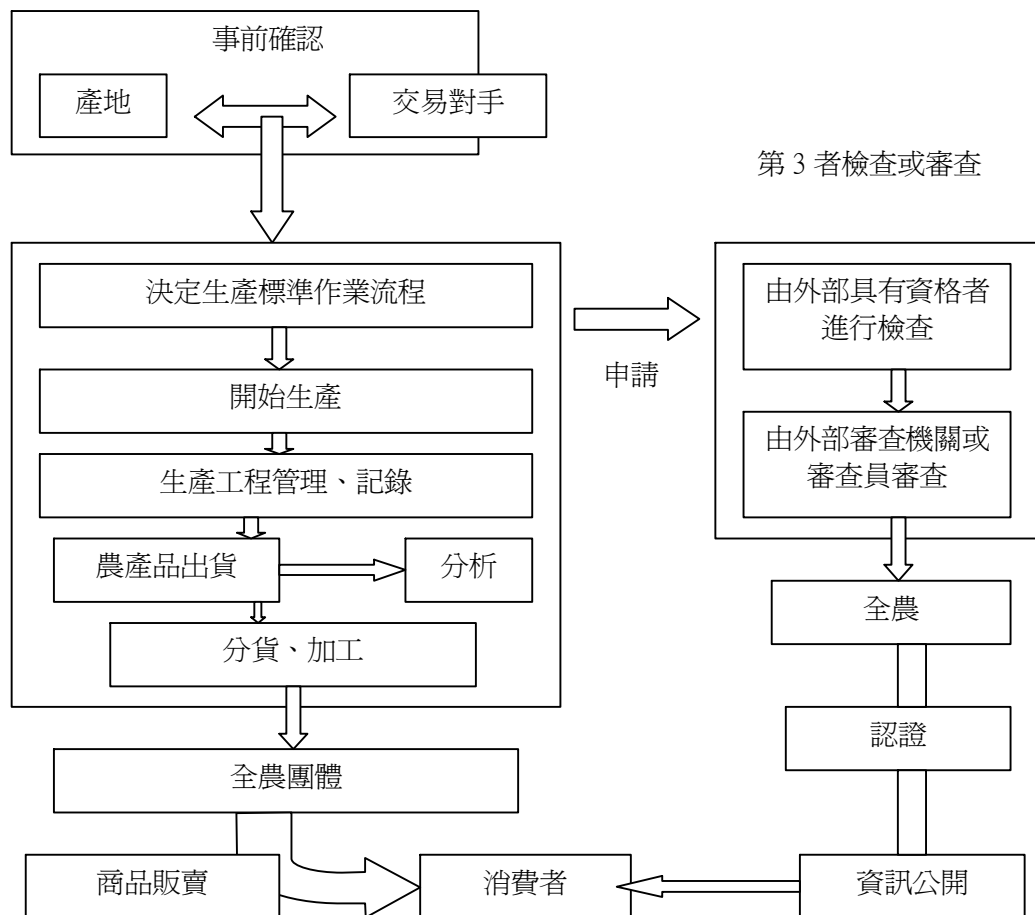 事前確認
產地
交易對手
第 3 者檢查或審查
決定生產標準作業流程
開始生產
生產工程管理、記錄
農產品出貨
分析
分貨、加工
申請
由外部具有資格者
進行檢查
由外部審查機關或
審查員審查
全農
認證
全農團體
商品販賣
消費者
資訊公開